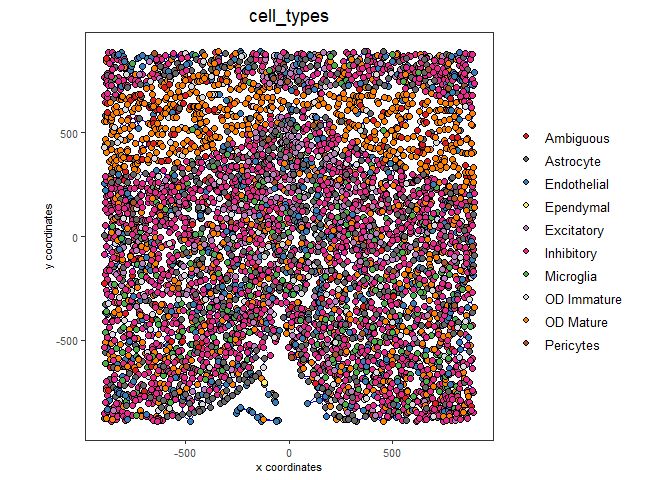 cell_types
500
0
-500
y coordinates
-500
0
500
x coordinates
Ambiguous
Astrocyte
Endothelial
Ependymal
Excitatory
Inhibitory
Microglia
OD Immature
OD Mature
Pericytes